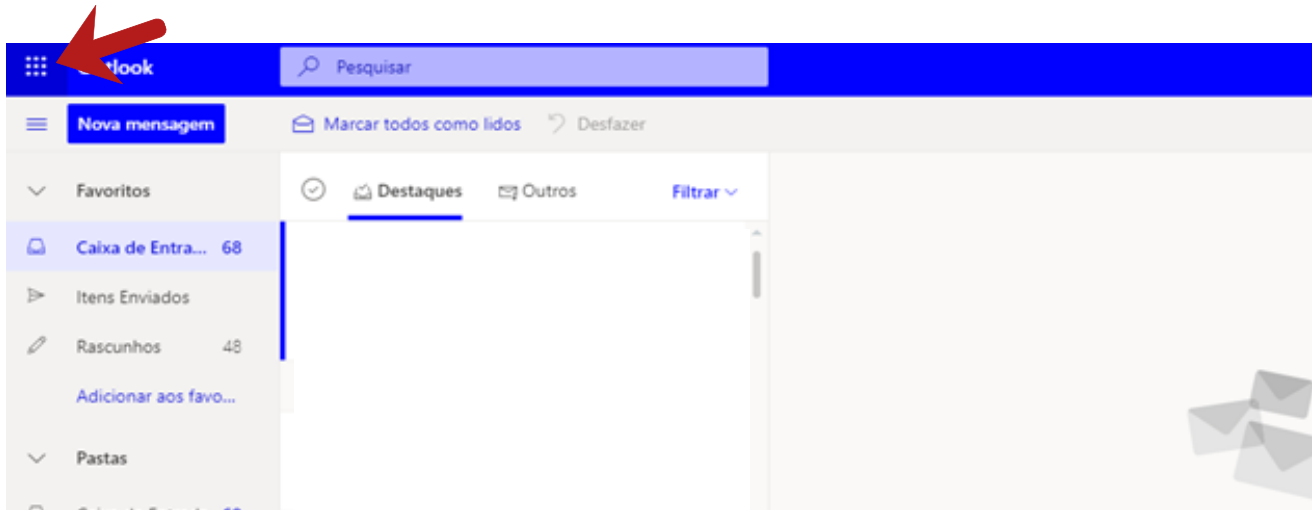 Pesquisar
Nova mensagem
Marcar todos como lidos
Desfazer
Favoritos
Destaques
Outros
Filtrar
Caixa de Entra... 68
Itens Enviados
Rascunhos 48
Adicionar aos favo...
Pastas